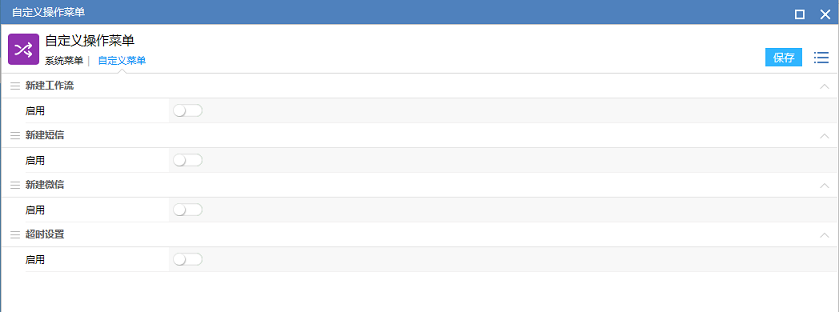 自定义操作菜单
自定义操作菜单
系统菜单 | 自定义菜单
保存
新建工作流
启用
新建短信
启用
新建微信
启用
超时设置
启用